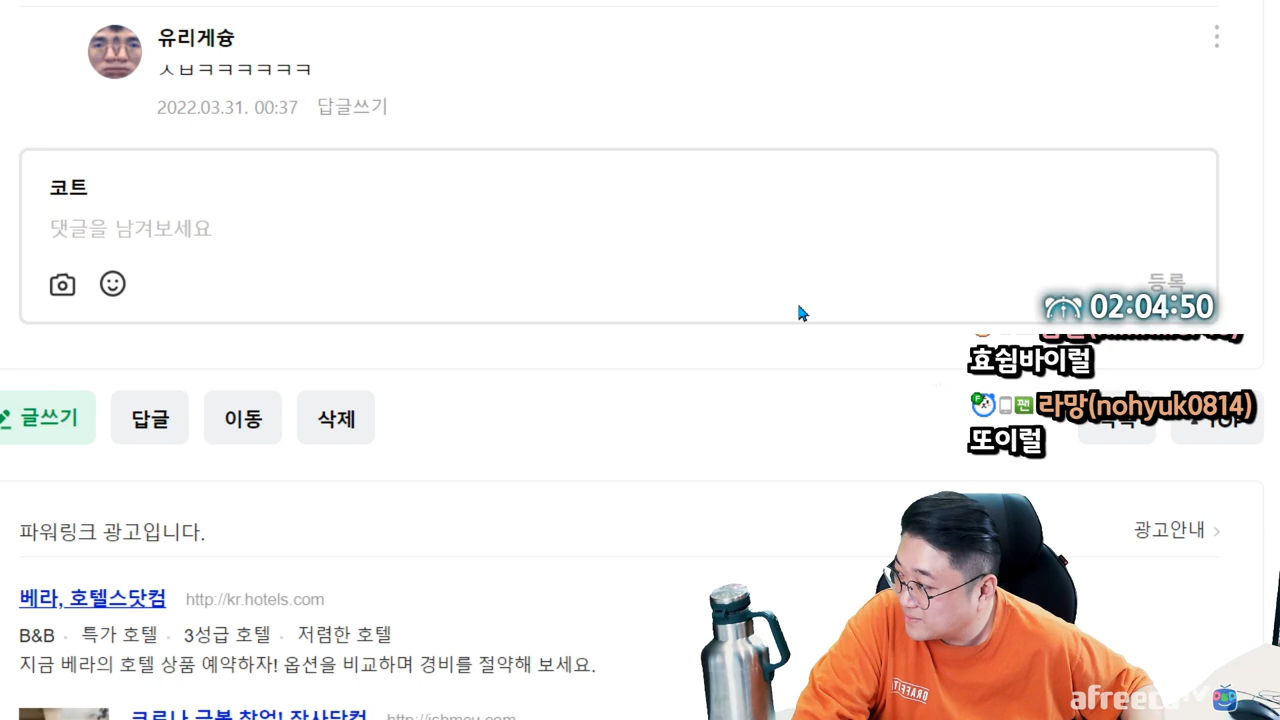 유리게슝
ㅅㅂㅋㅋㅋㅋㅋㅋ
2022.03.31. 00:37 답글쓰기
코트
댓글을 남겨보세요
등록
02:04:50
효쉼바이럴
라망(nohyuk0814)
또이럴
글쓰기 답글 이동 삭제
파워링크 광고입니다. 광고안내
베라, 호텔스닷컴 http://kr.hotels.com
B&B · 특가 호텔 · 3성급 호텔 · 저렴한 호텔
지금 베라의 호텔 상품 예약하자! 옵션을 비교하며 경비를 절약해 보세요.
GRAFFITI
afreecaTV